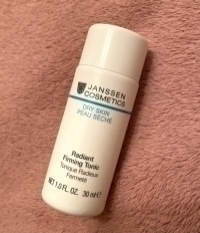 JANSSEN
COSMETICS
DRY SKIN
PEAU SÈCHE
Radiant
Firming Tonic
Tonique Radieux
Fermeté
NET 1.0 FL. OZ. 30 ml e